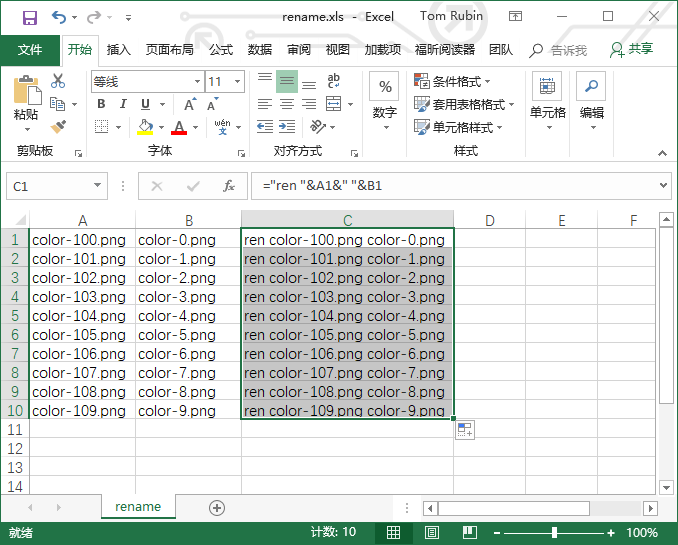 rename.xls - Excel
Tom Rubin
文件 开始 插入 页面布局 公式 数据 审阅 视图 加载项 福昕阅读器 团队 告诉我 共享
粘贴
等线 11
B I U A A
A wén 文
ab c
% 数字
条件格式
套用表格格式
单元格样式
单元格
编辑
剪贴板 字体 对齐方式 样式
C1 fx ="ren "&A1&" "&B1
A B C D E F
1 color-100.png color-0.png ren color-100.png color-0.png
2 color-101.png color-1.png ren color-101.png color-1.png
3 color-102.png color-2.png ren color-102.png color-2.png
4 color-103.png color-3.png ren color-103.png color-3.png
5 color-104.png color-4.png ren color-104.png color-4.png
6 color-105.png color-5.png ren color-105.png color-5.png
7 color-106.png color-6.png ren color-106.png color-6.png
8 color-107.png color-7.png ren color-107.png color-7.png
9 color-108.png color-8.png ren color-108.png color-8.png
10 color-109.png color-9.png ren color-109.png color-9.png
11
12
13
14
rename
就绪 计数: 10 100%